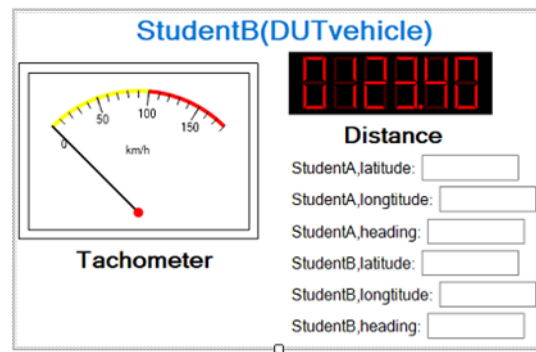 StudentB(DUTvehicle)
0 50 100 150
km/h
Tachometer
0123.40
Distance
StudentA,latitude:
StudentA,longtitude:
StudentA,heading:
StudentB,latitude:
StudentB,longtitude:
StudentB,heading: